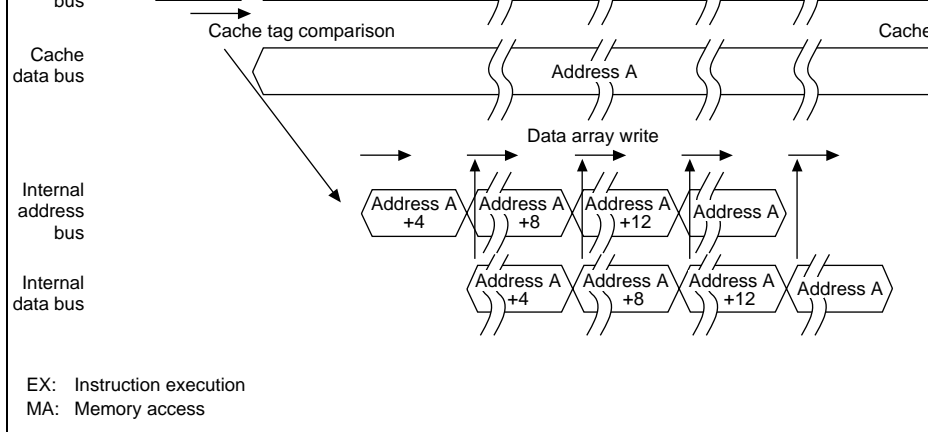 bus
Cache tag comparison
Cache
Cache
data bus
Address A
Data array write
Internal
address
bus
Address A
+4
Address A
+8
Address A
+12
Address A
Internal
data bus
Address A
+4
Address A
+8
Address A
+12
Address A
EX: Instruction execution
MA: Memory access